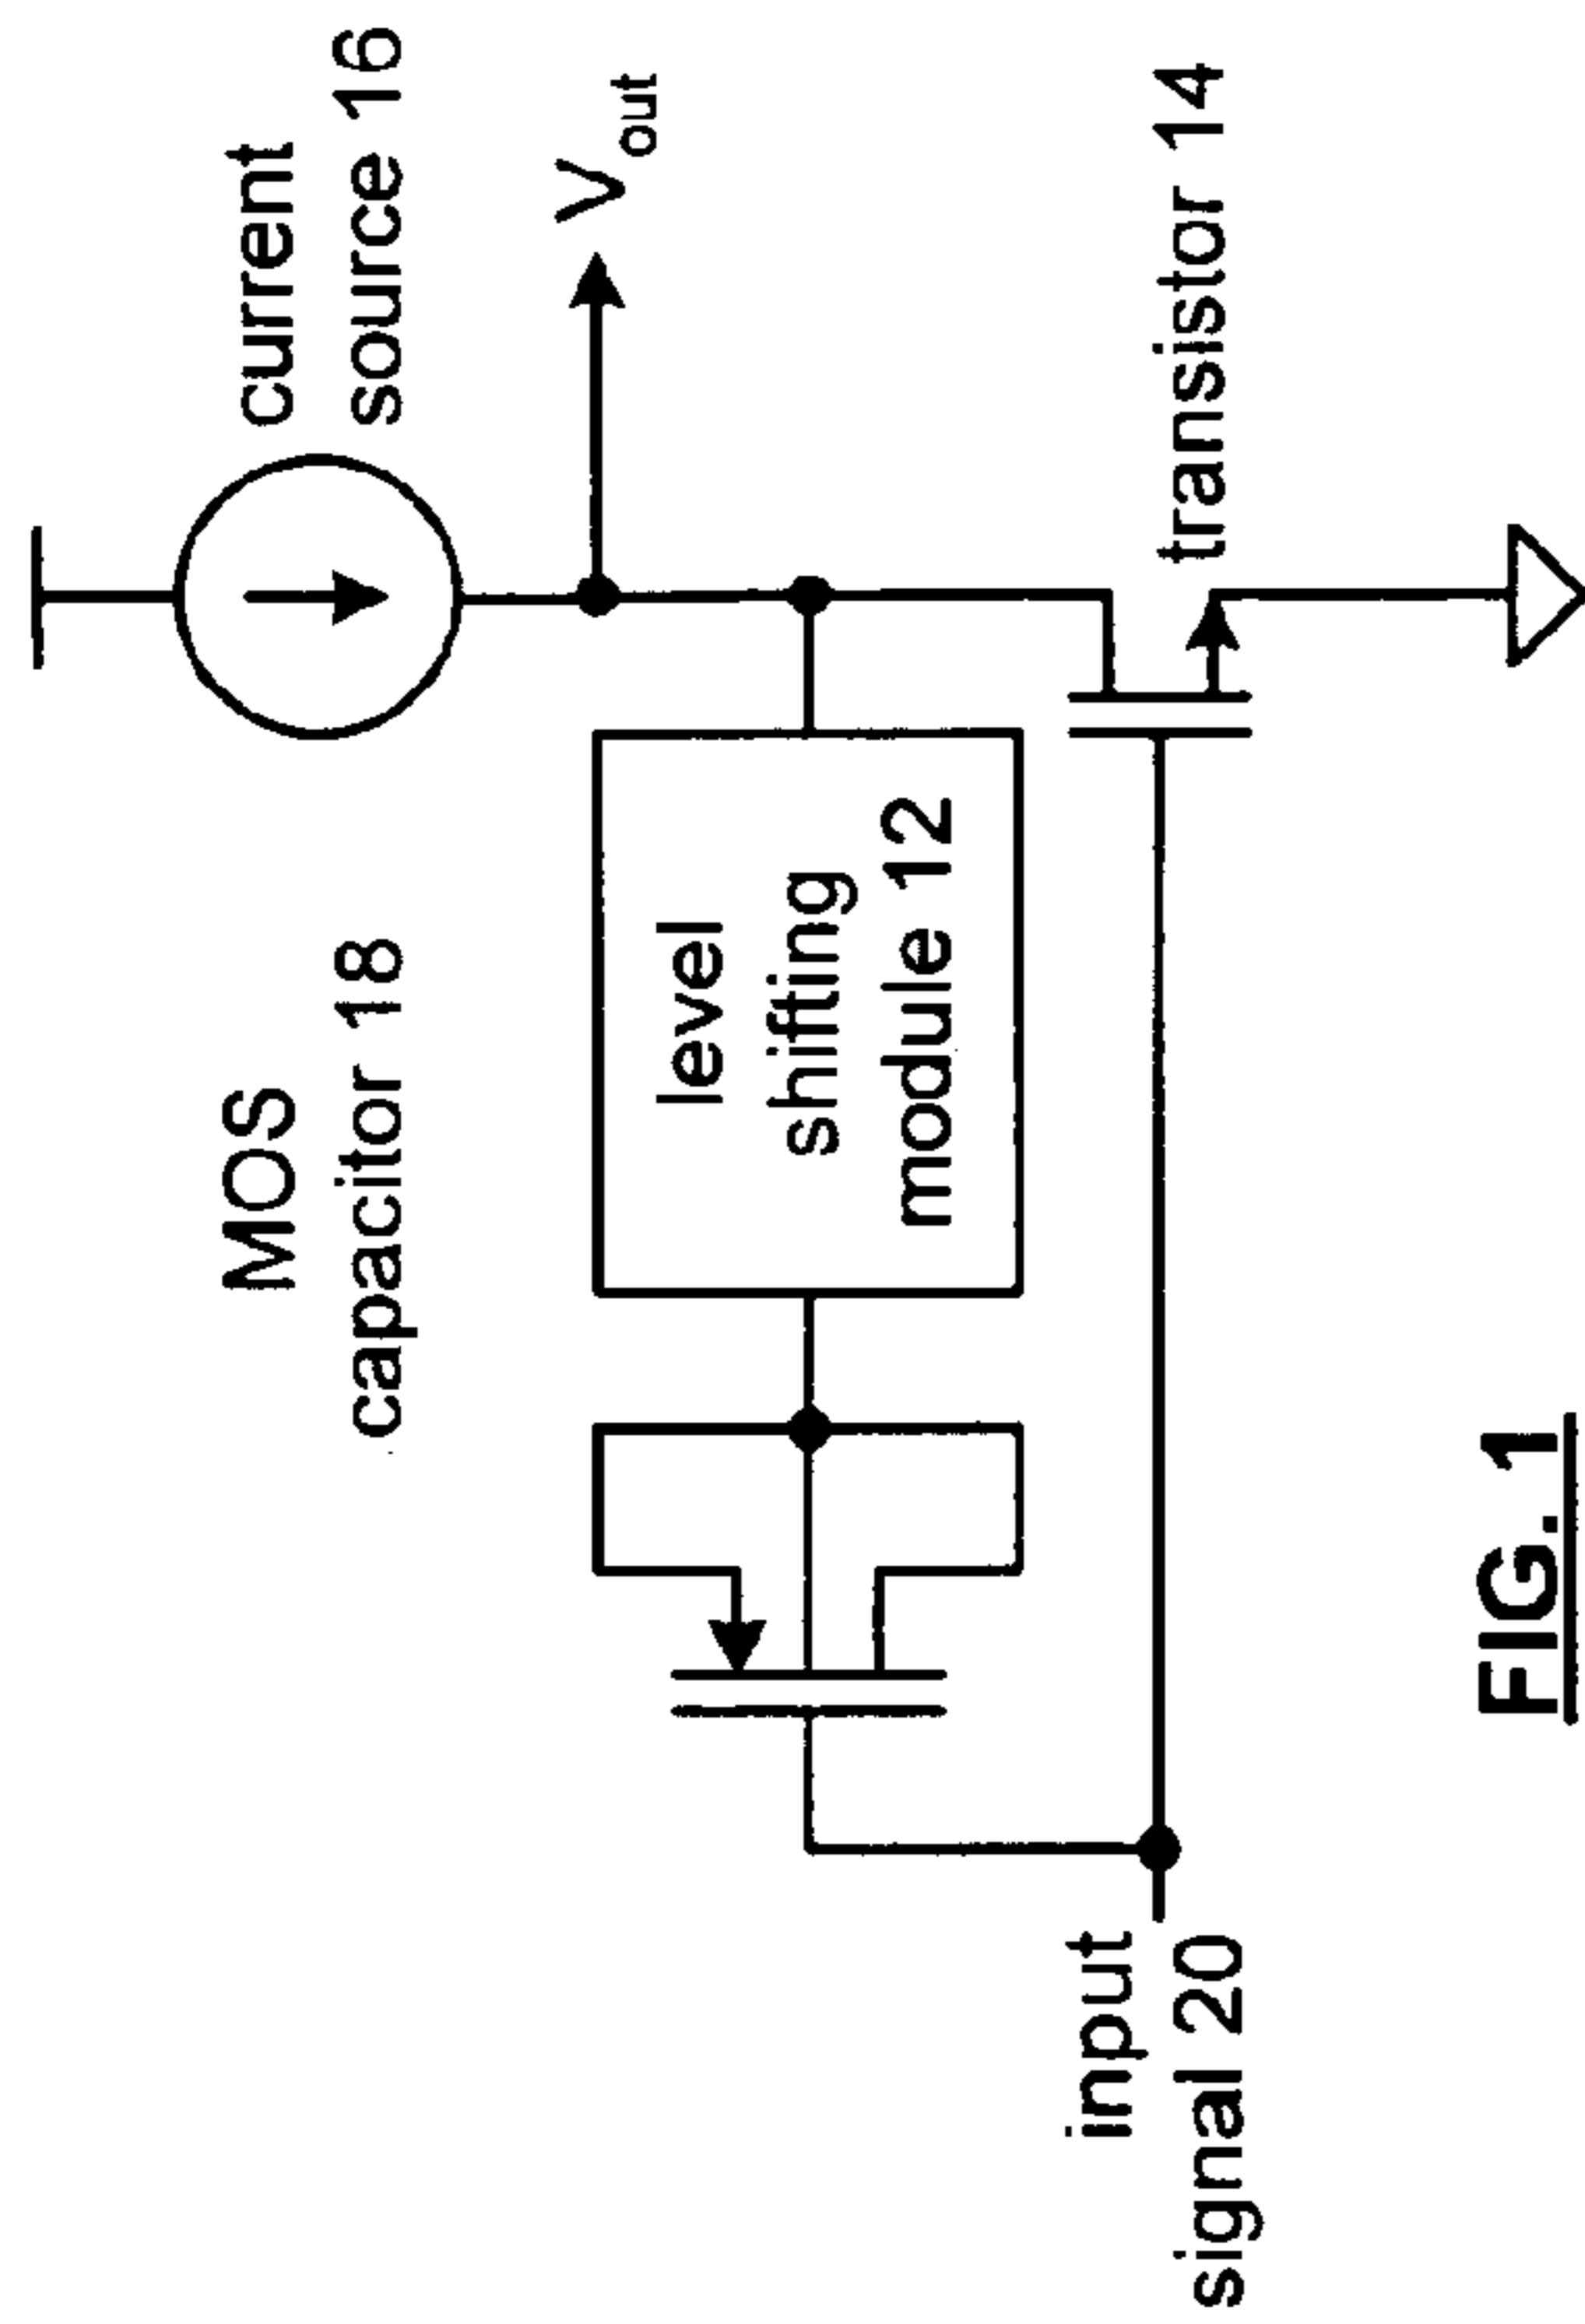 current
source 16
V out
MOS
capacitor 18
level
shifting
module 12
transistor 14
input
signal 20
FIG. 1